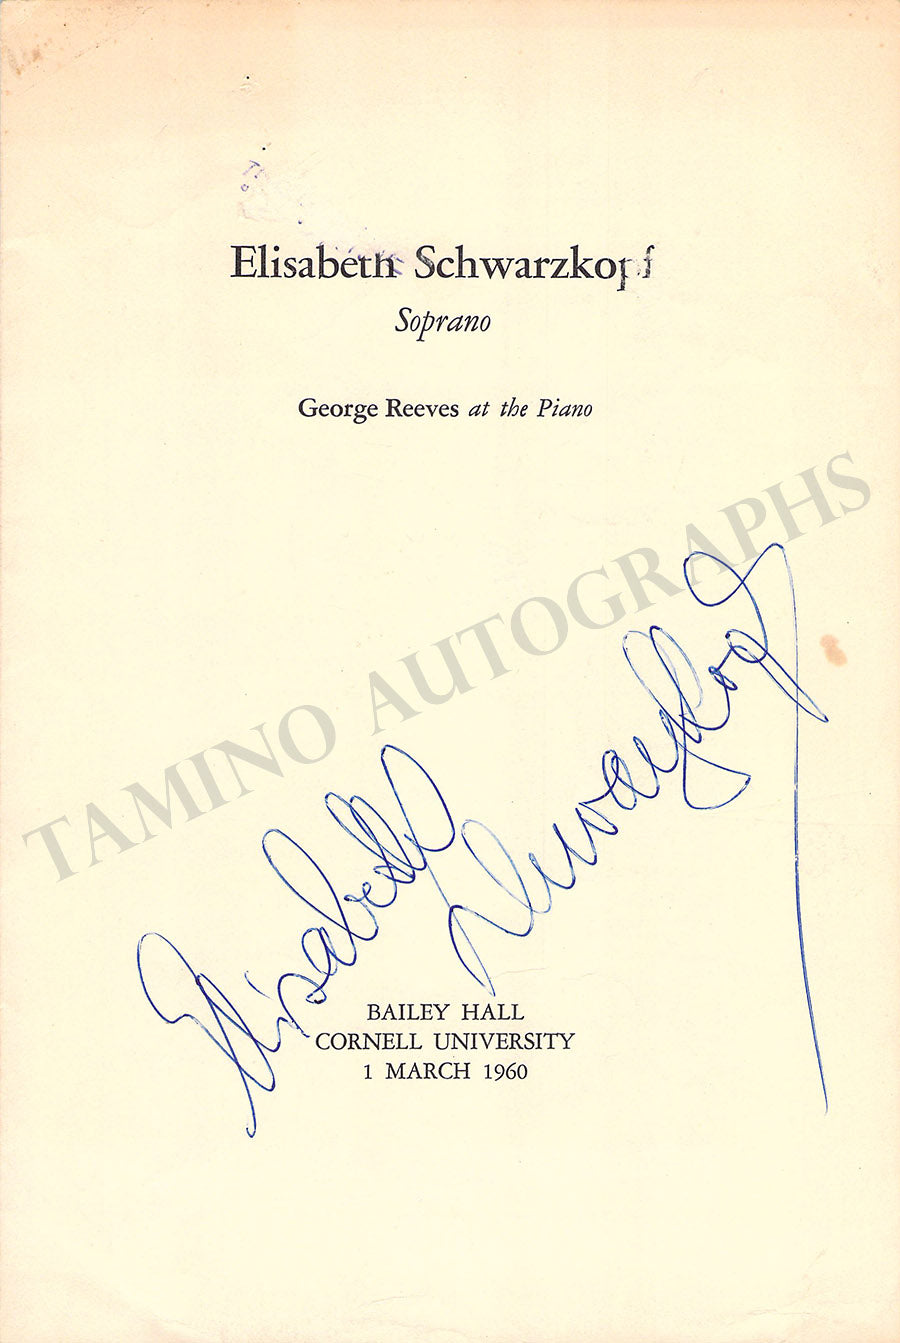 Elisabeth Schwarzkopf
Soprano
George Reeves at the Piano
TAMINO AUTOGRAPHS
Elisabeth Schwarzkopf
BAILEY HALL
CORNELL UNIVERSITY
1 MARCH 1960